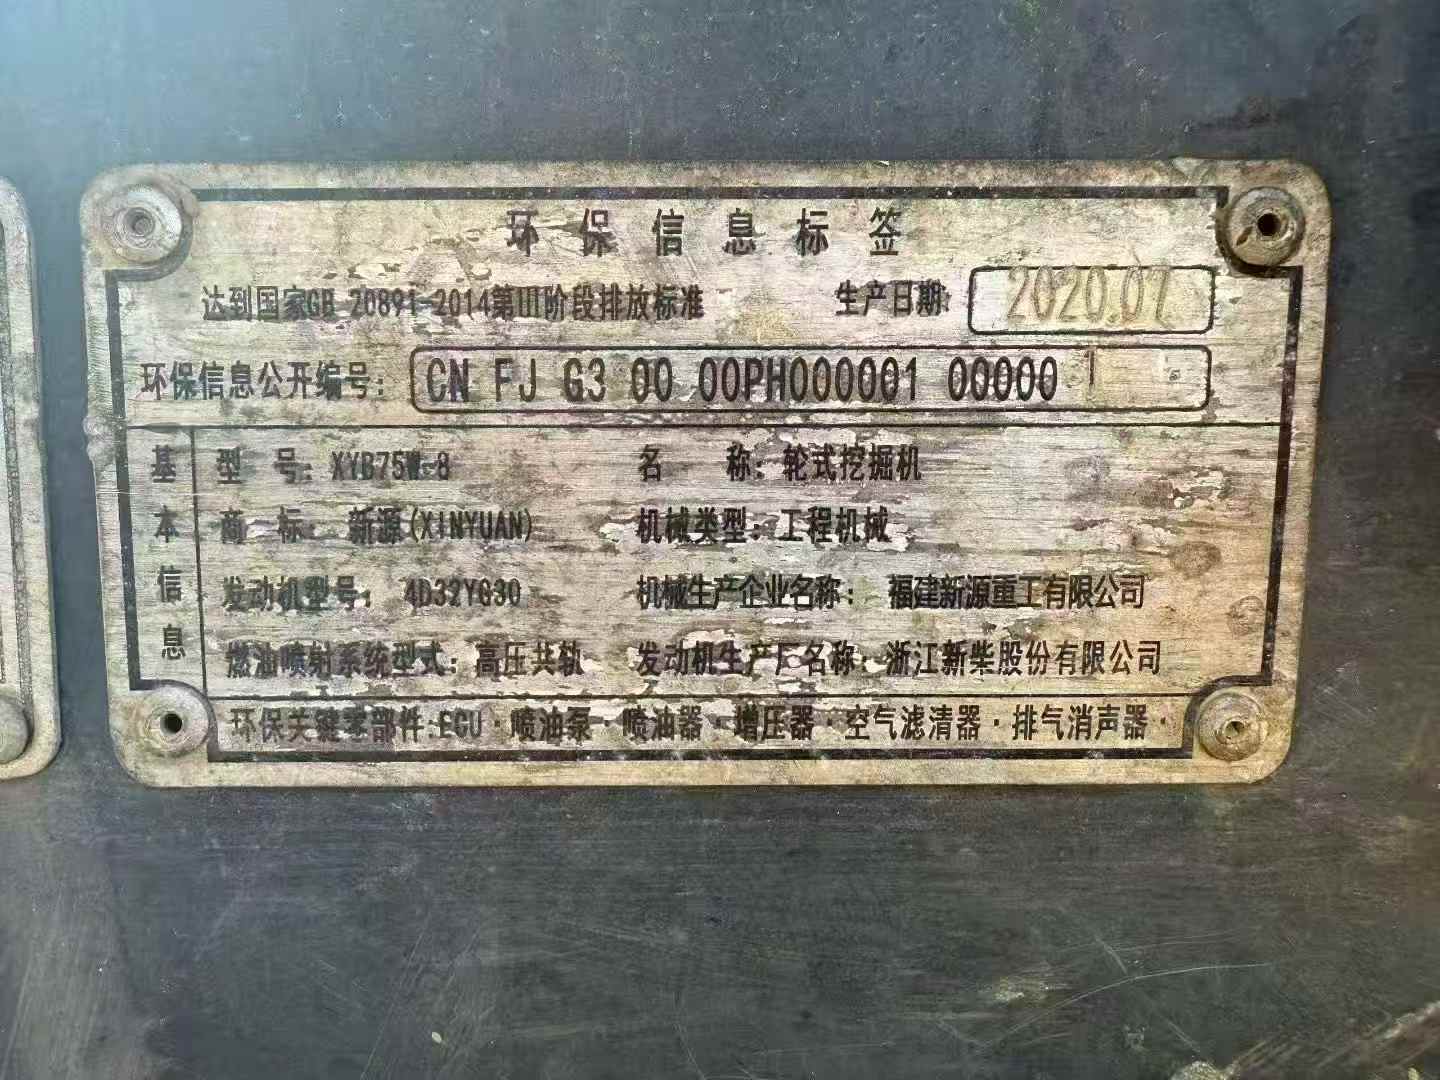 环保信息标签
达到国家GB 20891-2014第III阶段排放标准 生产日期: 2020.07
环保信息公开编号: CN FJ G3 00 00PH000001 00000 1
基本信息
型 号: XYB75W-8 名 称: 轮式挖掘机
商 标: 新源(XINYUAN) 机械类型: 工程机械
发动机型号: 4D32YG30 机械生产企业名称: 福建新源重工有限公司
燃油喷射系统型式: 高压共轨 发动机生产厂名称: 浙江新柴股份有限公司
环保关键零部件:ECU·喷油泵·喷油器·增压器·空气滤清器·排气消声器·